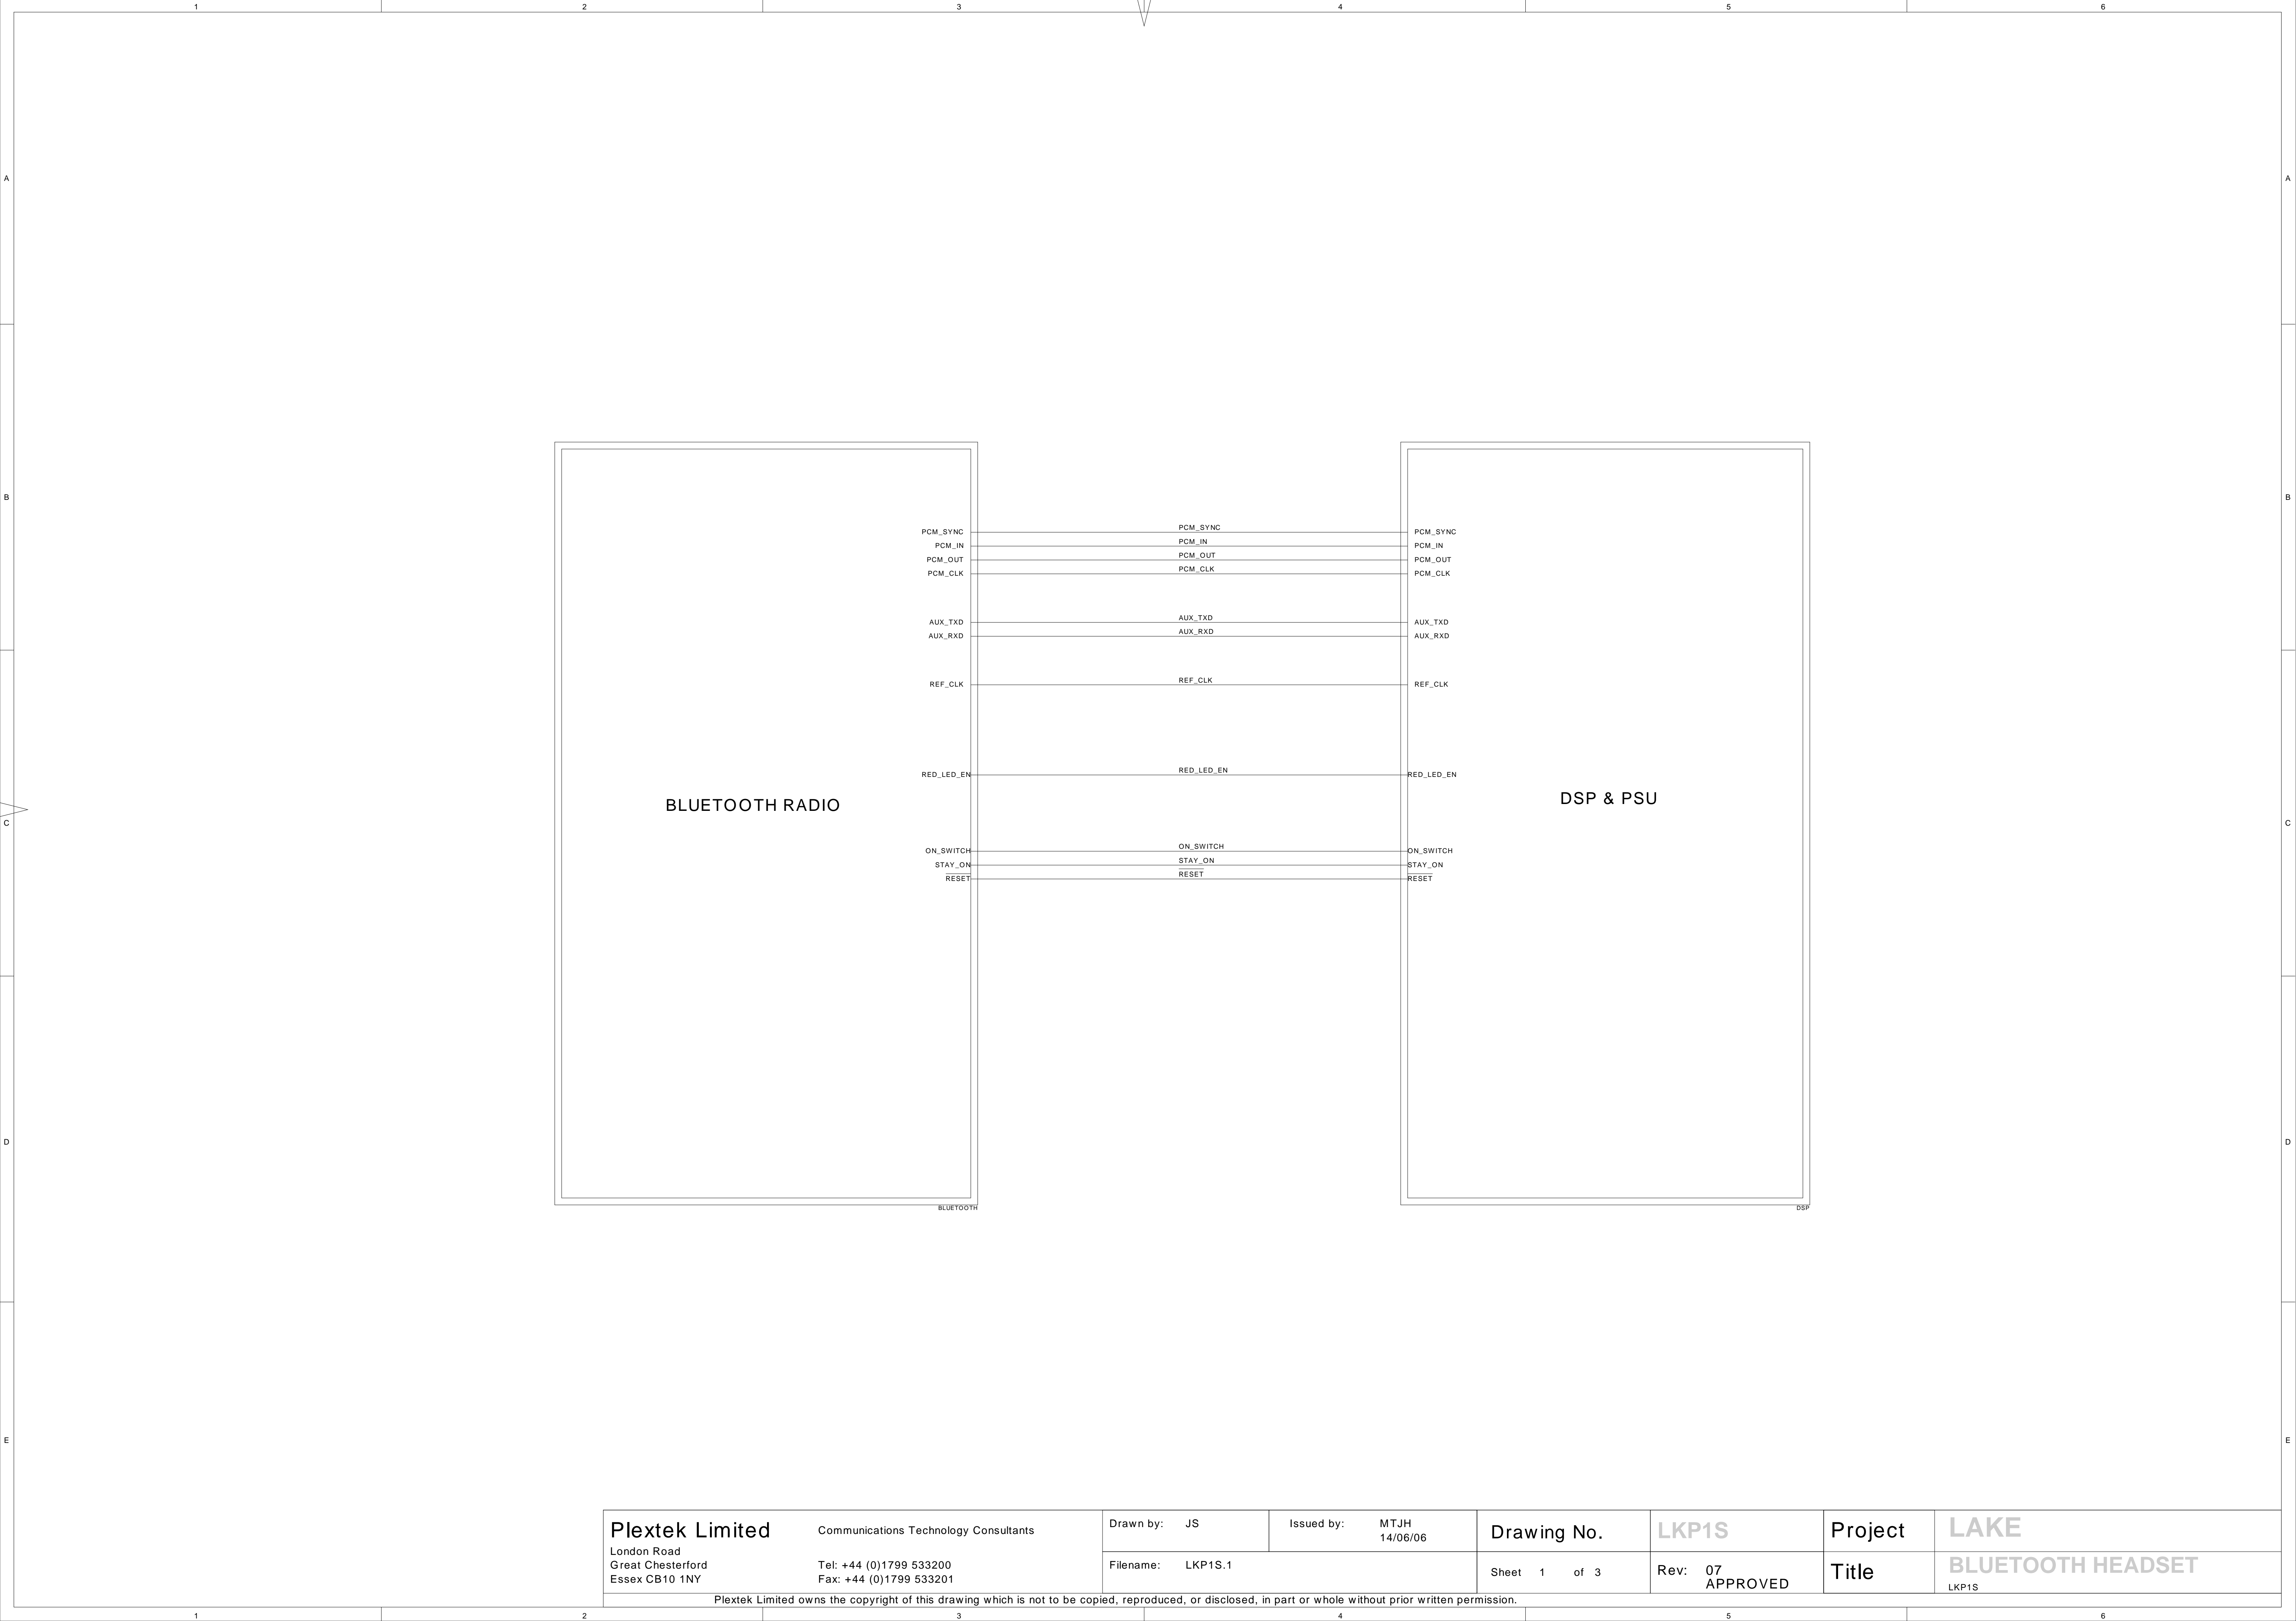 1 2 3 4 5 6
A A
B B
PCM_SYNC PCM_SYNC PCM_SYNC
PCM_IN PCM_IN PCM_IN
PCM_OUT PCM_OUT PCM_OUT
PCM_CLK PCM_CLK PCM_CLK
AUX_TXD AUX_TXD AUX_TXD
AUX_RXD AUX_RXD AUX_RXD
REF_CLK REF_CLK REF_CLK
RED_LED_EN RED_LED_EN RED_LED_EN
BLUETOOTH RADIO
DSP & PSU
C C
ON_SWITCH ON_SWITCH ON_SWITCH
STAY_ON STAY_ON STAY_ON
RESET RESET RESET
D D
BLUETOOTH
DSP
E E
Plextek Limited
London Road
Great Chesterford
Essex CB10 1NY
Communications Technology Consultants
Tel: +44 (0)1799 533200
Fax: +44 (0)1799 533201
Drawn by: JS
Issued by: MTJH
14/06/06
Filename: LKP1S.1
Drawing No. LKP1S
Sheet 1 of 3
Rev: 07
APPROVED
Project LAKE
Title BLUETOOTH HEADSET
LKP1S
Plextek Limited owns the copyright of this drawing which is not to be copied, reproduced, or disclosed, in part or whole without prior written permission.
1 2 3 4 5 6